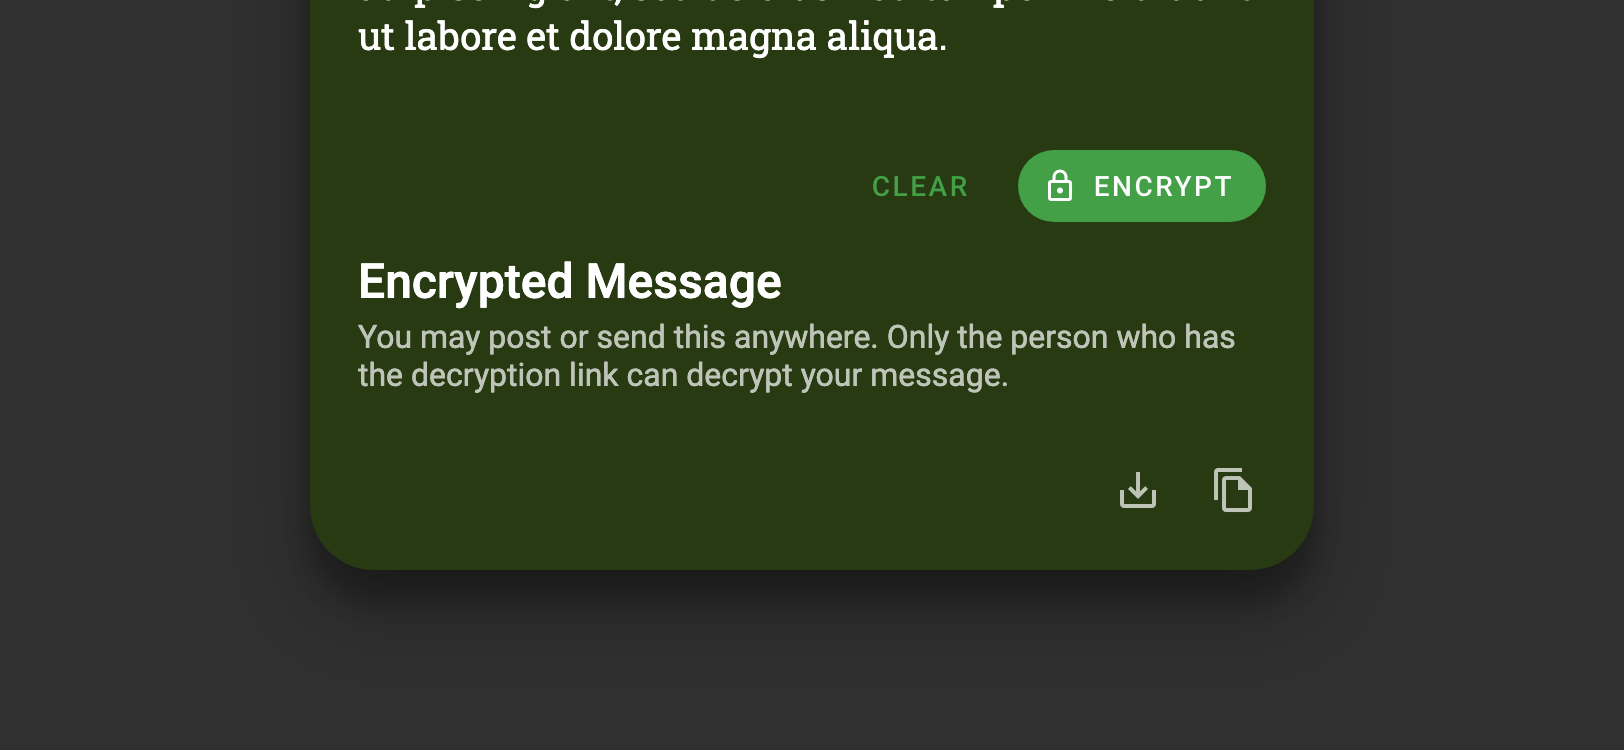 ut labore et dolore magna aliqua.
CLEAR
ENCRYPT
Encrypted Message
You may post or send this anywhere. Only the person who has
the decryption link can decrypt your message.